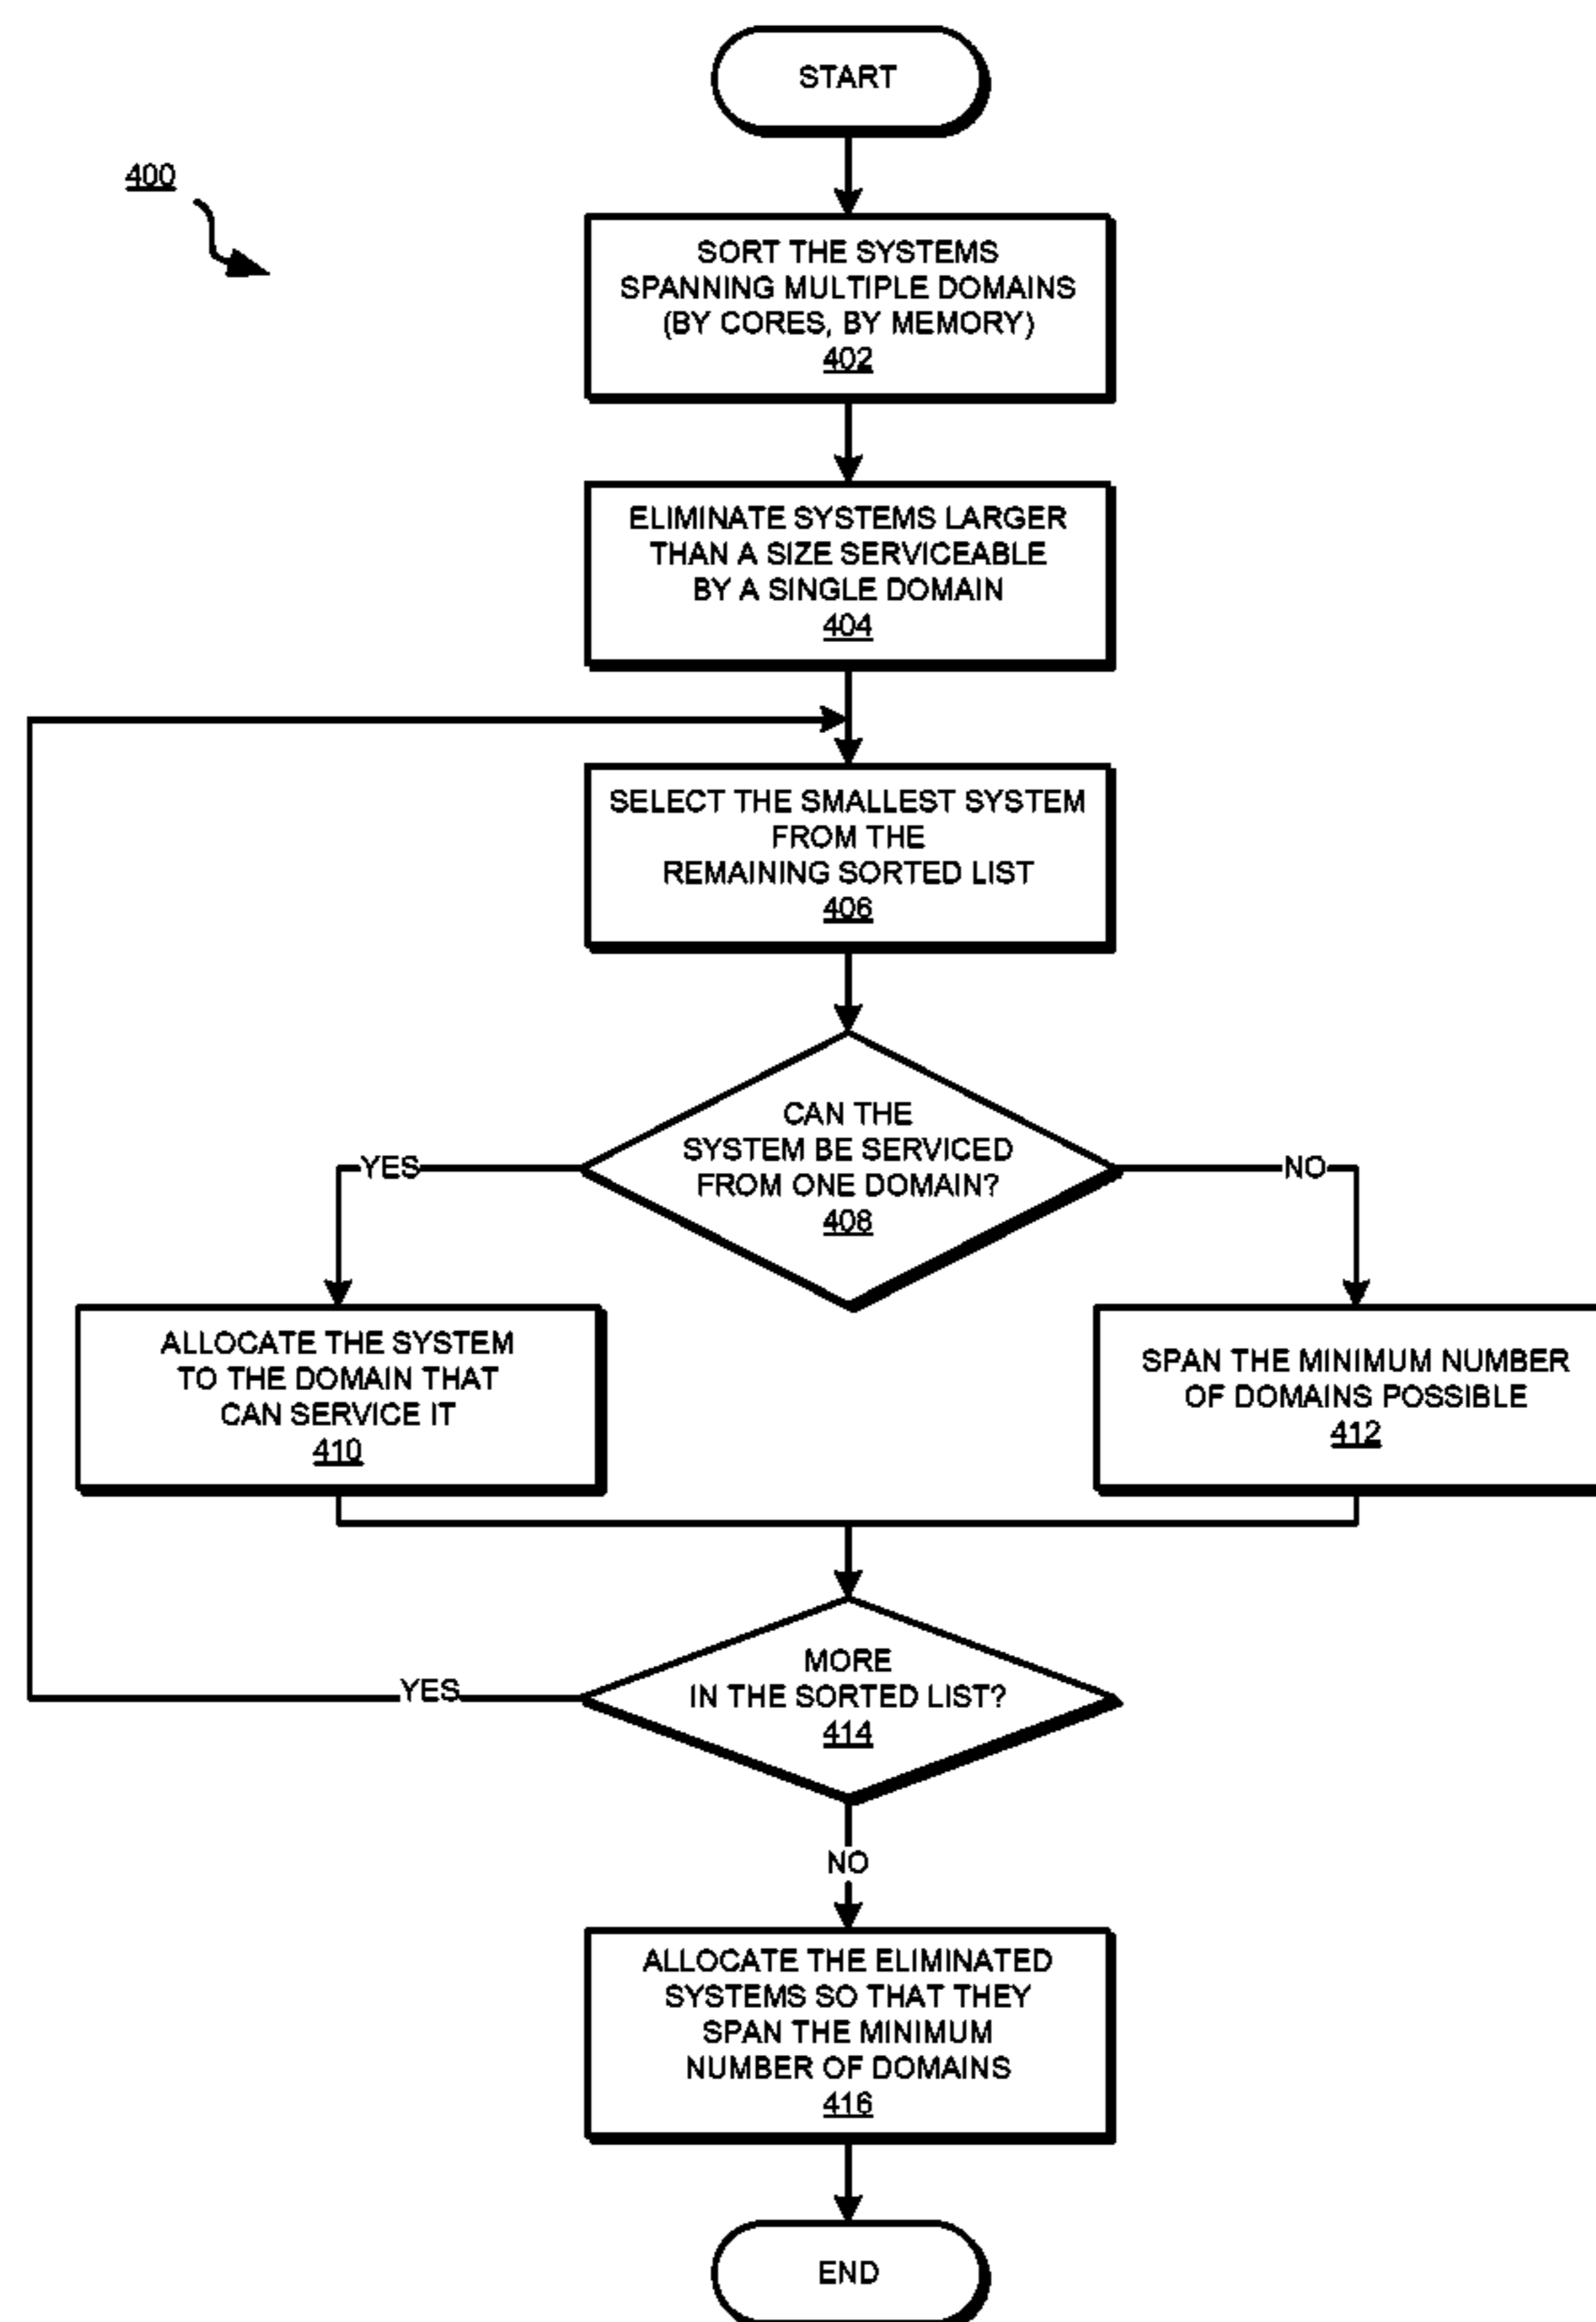 START
400
SORT THE SYSTEMS
SPANNING MULTIPLE DOMAINS
(BY CORES, BY MEMORY)
402
ELIMINATE SYSTEMS LARGER
THAN A SIZE SERVICEABLE
BY A SINGLE DOMAIN
404
SELECT THE SMALLEST SYSTEM
FROM THE
REMAINING SORTED LIST
406
CAN THE
SYSTEM BE SERVICED
FROM ONE DOMAIN?
408
YES
NO
ALLOCATE THE SYSTEM
TO THE DOMAIN THAT
CAN SERVICE IT
410
SPAN THE MINIMUM NUMBER
OF DOMAINS POSSIBLE
412
MORE
IN THE SORTED LIST?
414
YES
NO
ALLOCATE THE ELIMINATED
SYSTEMS SO THAT THEY
SPAN THE MINIMUM
NUMBER OF DOMAINS
416
END